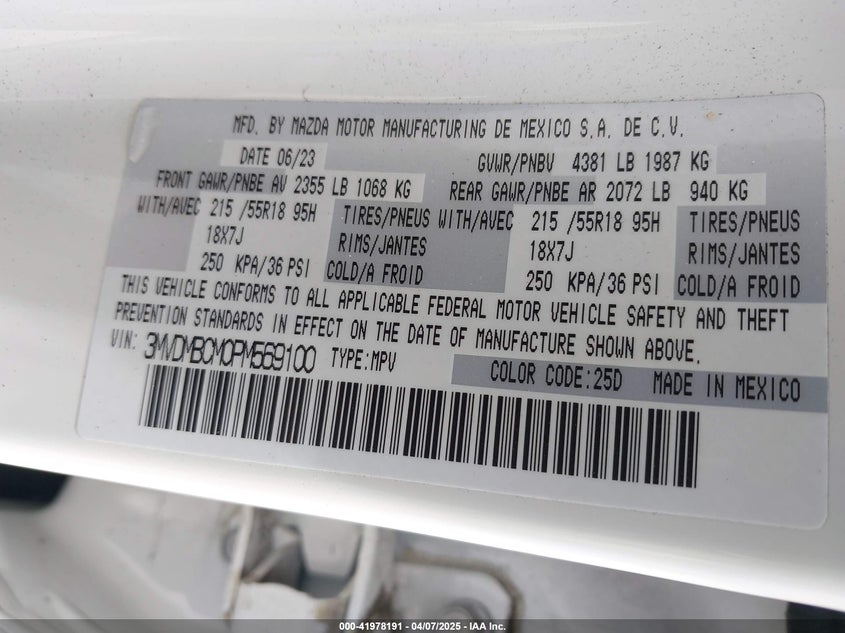 MFD. BY MAZDA MOTOR MANUFACTURING DE MEXICO S.A. DE C.V.
DATE 06/23 GVWR/PNBV 4381 LB 1987 KG
FRONT GAWR/PNBE AV 2355 LB 1068 KG REAR GAWR/PNBE AR 2072 LB 940 KG
WITH/AVEC 215 /55R18 95H TIRES/PNEUS WITH/AVEC 215 /55R18 95H TIRES/PNEUS
18X7J RIMS/JANTES 18X7J RIMS/JANTES
250 KPA/36 PSI COLD/A FROID 250 KPA/36 PSI COLD/A FROID
THIS VEHICLE CONFORMS TO ALL APPLICABLE FEDERAL MOTOR VEHICLE SAFETY AND THEFT
PREVENTION STANDARDS IN EFFECT ON THE DATE OF MANUFACTURE SHOWN ABOVE.
VIN: 3MVDMBCM0PM569100 TYPE:MPV
COLOR CODE:25D MADE IN MEXICO
000-41978191 - 04/07/2025 - IAA Inc.